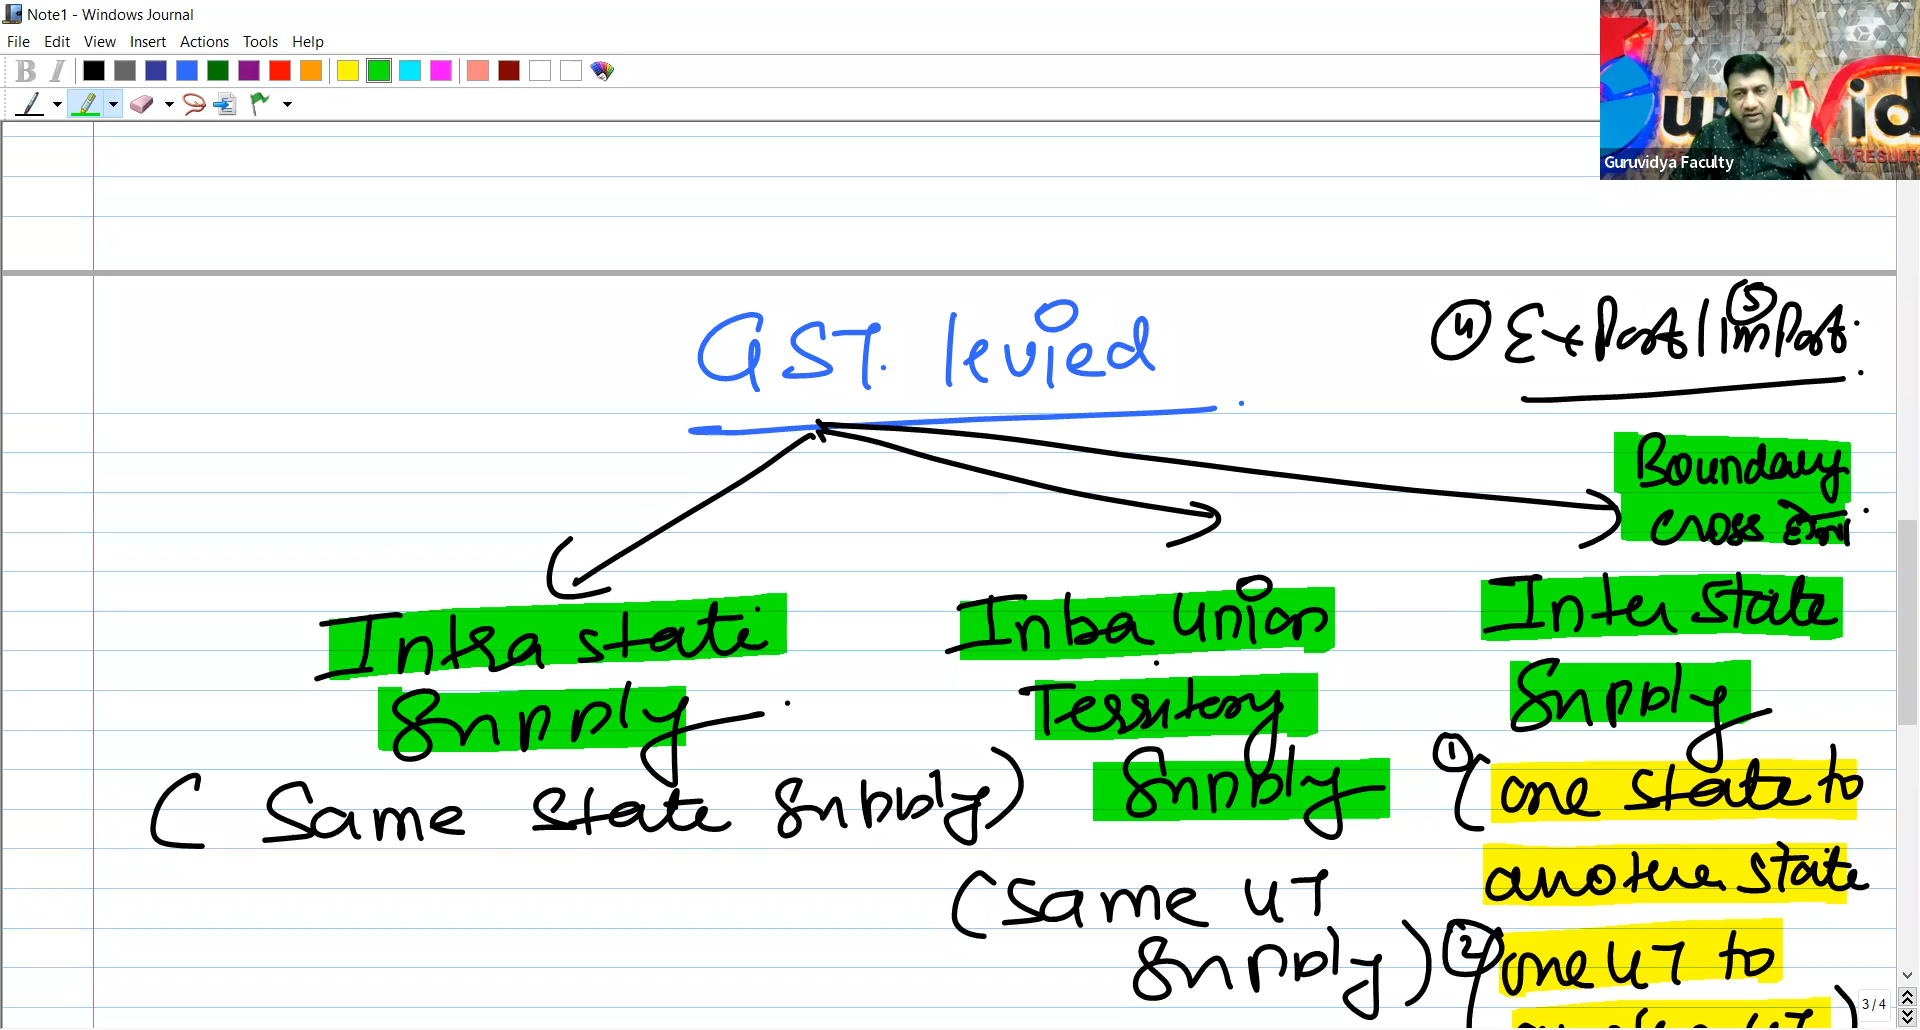 Note1 - Windows Journal
File Edit View Insert Actions Tools Help
B I
Guruvidya Faculty
GST. levied
④ Export / ⑤ Import
Boundary
cross होना
Intra state
Supply
(Same state Supply)
Intra Union
Territory
Supply
(Same UT
Supply)
Inter state
Supply
① (one state to
another state
② (one UT to
another UT)
3 / 4